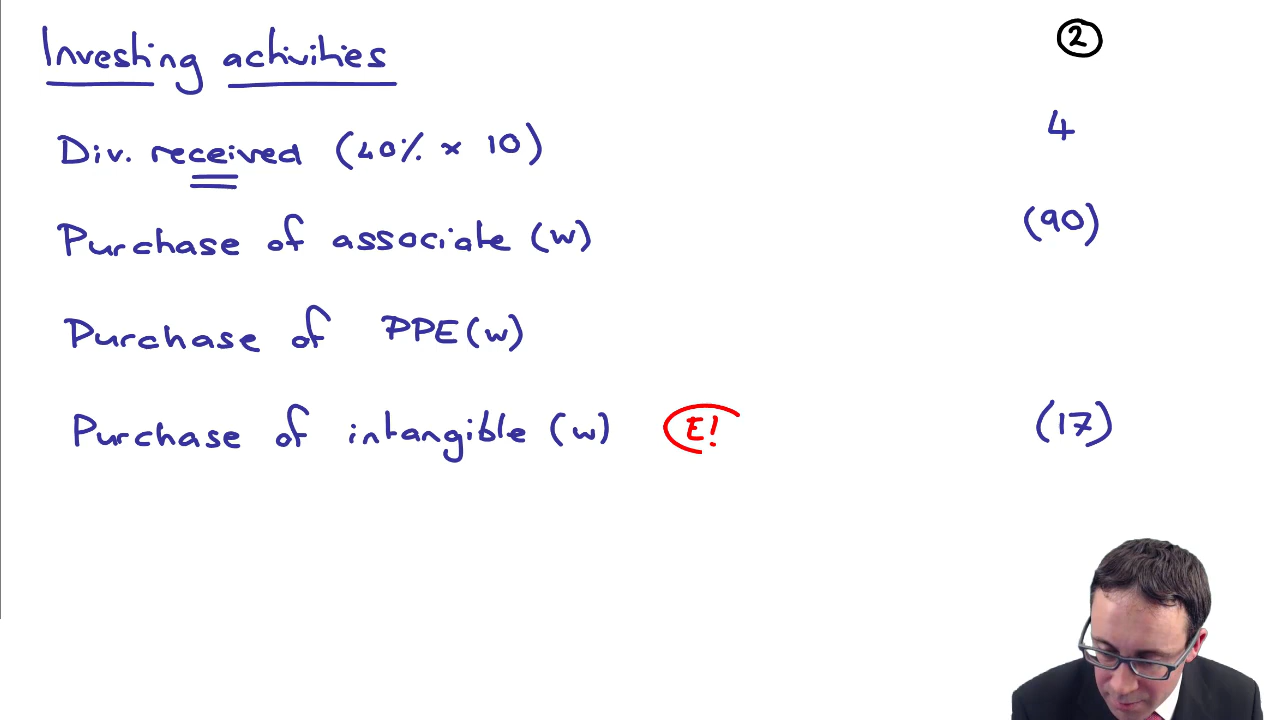 Investing activities 2
Div. received (40% × 10) 4
Purchase of associate (w) (90)
Purchase of PPE (w)
Purchase of intangible (w) E! (17)